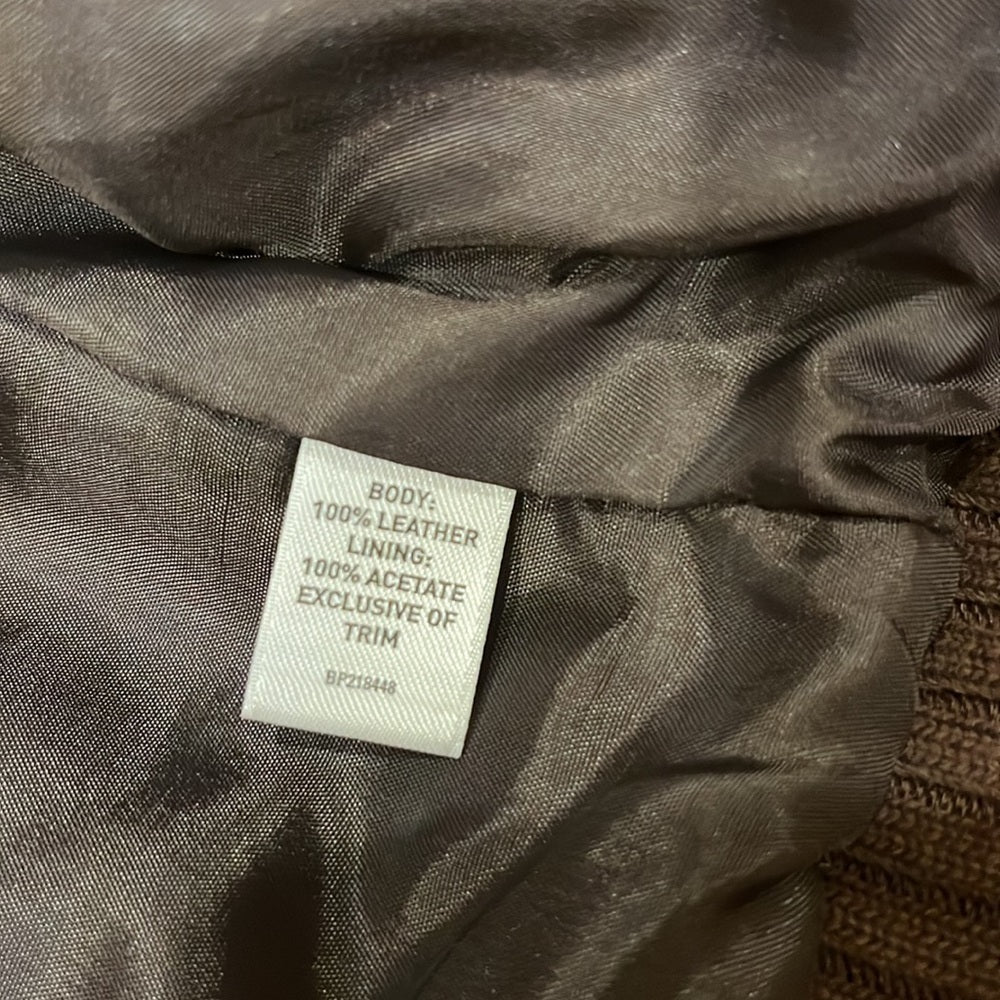 BODY:
100% LEATHER
LINING:
100% ACETATE
EXCLUSIVE OF
TRIM
BP218448